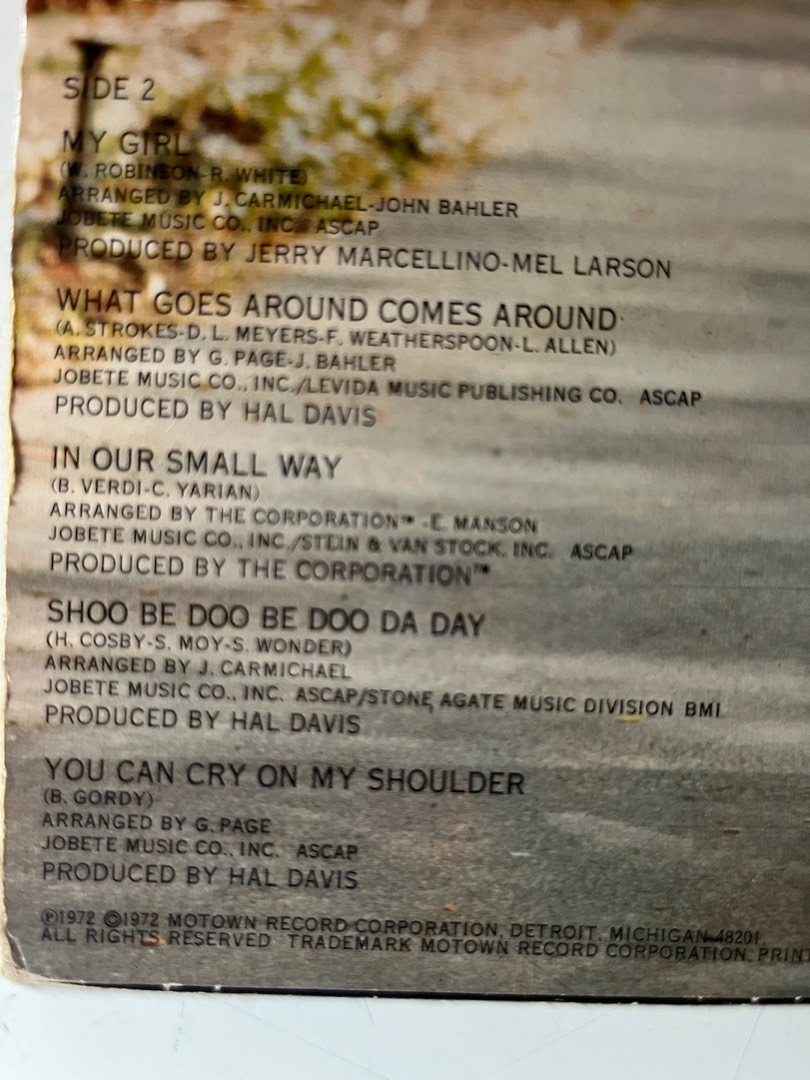 SIDE 2
MY GIRL
(W. ROBINSON-R. WHITE)
ARRANGED BY J. CARMICHAEL-JOHN BAHLER
JOBETE MUSIC CO., INC. ASCAP
PRODUCED BY JERRY MARCELLINO-MEL LARSON
WHAT GOES AROUND COMES AROUND
(A. STROKES-D. L. MEYERS-F. WEATHERSPOON-L. ALLEN)
ARRANGED BY G. PAGE-J. BAHLER
JOBETE MUSIC CO., INC./LEVIDA MUSIC PUBLISHING CO. ASCAP
PRODUCED BY HAL DAVIS
IN OUR SMALL WAY
(B. VERDI-C. YARIAN)
ARRANGED BY THE CORPORATION™ -E. MANSON
JOBETE MUSIC CO., INC./STEIN & VAN STOCK, INC. ASCAP
PRODUCED BY THE CORPORATION™
SHOO BE DOO BE DOO DA DAY
(H. COSBY-S. MOY-S. WONDER)
ARRANGED BY J. CARMICHAEL
JOBETE MUSIC CO., INC. ASCAP/STONE AGATE MUSIC DIVISION BMI
PRODUCED BY HAL DAVIS
YOU CAN CRY ON MY SHOULDER
(B. GORDY)
ARRANGED BY G. PAGE
JOBETE MUSIC CO., INC. ASCAP
PRODUCED BY HAL DAVIS
℗1972 ©1972 MOTOWN RECORD CORPORATION, DETROIT, MICHIGAN 48201
ALL RIGHTS RESERVED TRADEMARK MOTOWN RECORD CORPORATION. PRINT